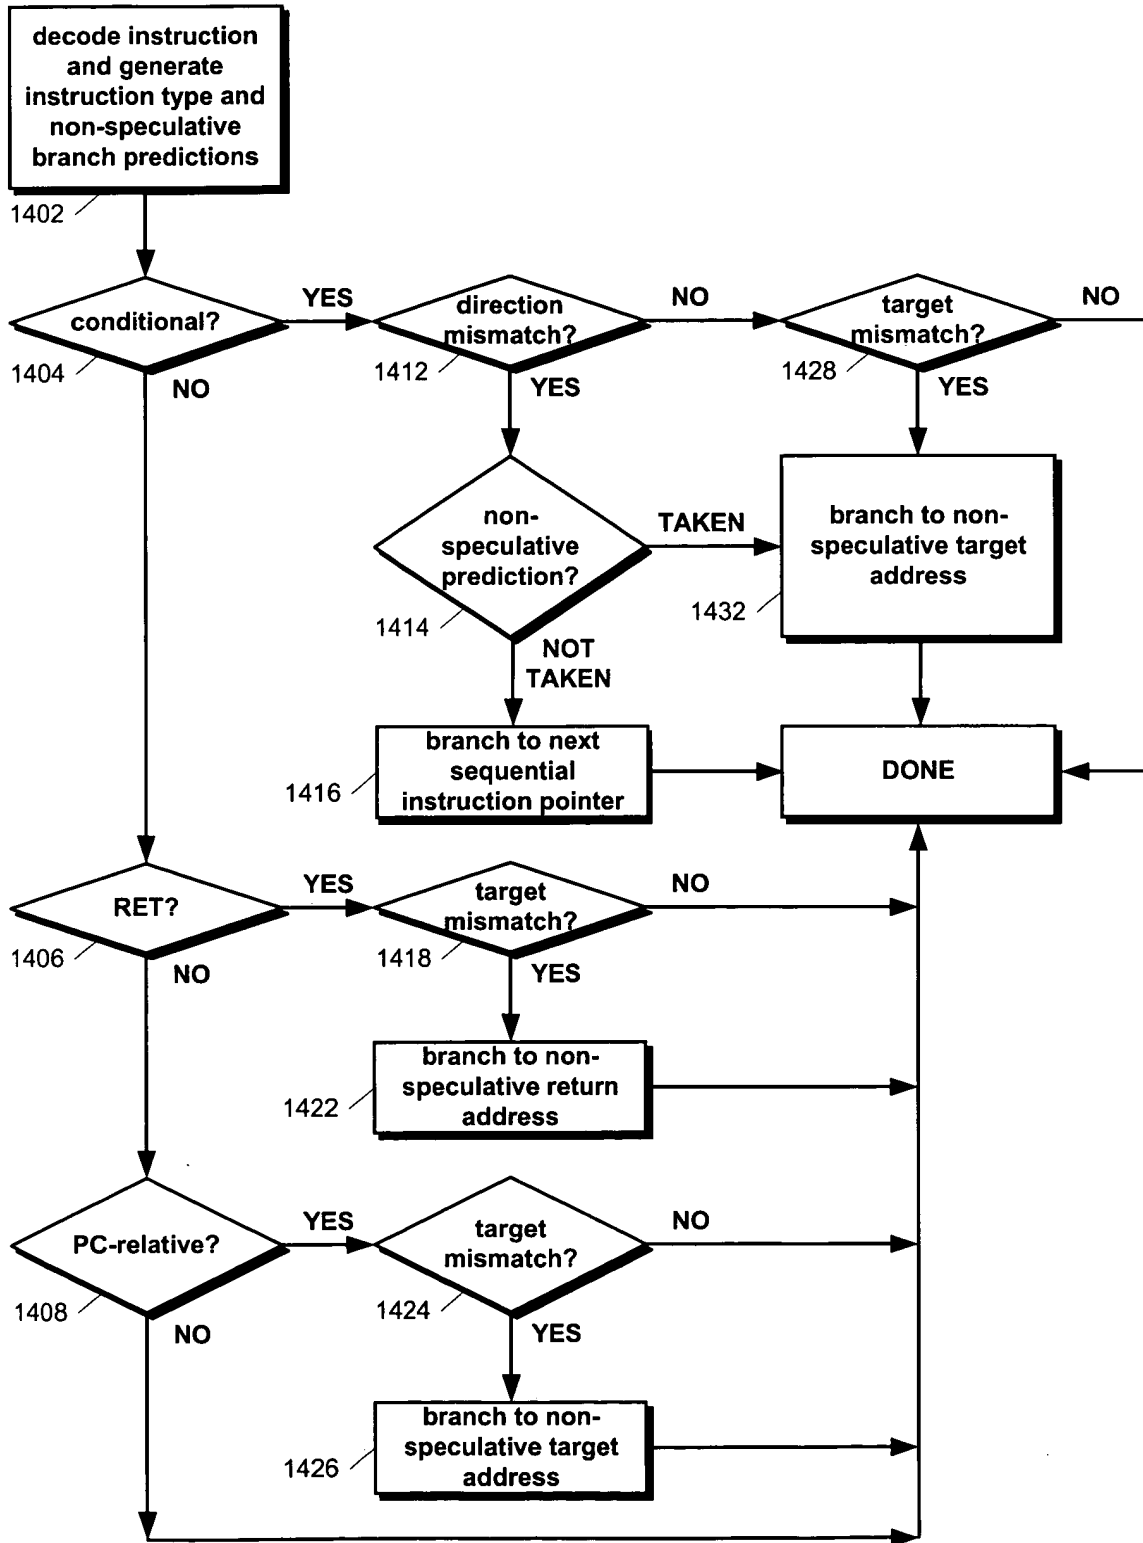 decode instruction
and generate
instruction type and
non-speculative
branch predictions
1402
conditional?
1404
YES
NO
direction
mismatch?
1412
NO
YES
target
mismatch?
1428
NO
YES
non-
speculative
prediction?
1414
TAKEN
NOT
TAKEN
branch to non-
speculative target
address
1432
branch to next
sequential
instruction pointer
1416
DONE
RET?
1406
YES
NO
target
mismatch?
1418
NO
YES
branch to non-
speculative return
address
1422
PC-relative?
1408
YES
NO
target
mismatch?
1424
NO
YES
branch to non-
speculative target
address
1426